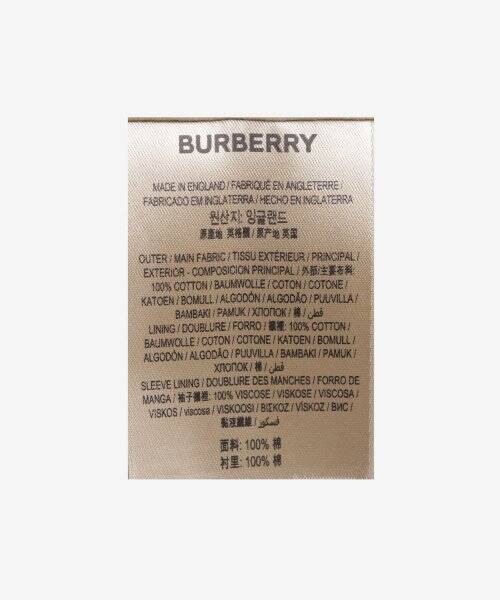 BURBERRY
MADE IN ENGLAND / FABRIQUÉ EN ANGLETERRE /
FABRICADO EM INGLATERRA / HECHO EN INGLATERRA
원산지: 잉글랜드
原產地 英格蘭 / 原产地 英国
OUTER / MAIN FABRIC / TISSU EXTÉRIEUR / PRINCIPAL /
EXTERIOR - COMPOSICION PRINCIPAL / 外部/主要布料:
100% COTTON / BAUMWOLLE / COTON / COTONE /
KATOEN / BOMULL / ALGODÓN / ALGODÃO / PUUVILLA /
BAMBAKI / PAMUK / ХЛОПОК / 棉 / قطن
LINING / DOUBLURE / FORRO / 襯裡: 100% COTTON /
BAUMWOLLE / COTON / COTONE / KATOEN / BOMULL /
ALGODÓN / ALGODÃO / PUUVILLA / BAMBAKI / PAMUK /
ХЛОПОК / 棉 / قطن
SLEEVE LINING / DOUBLURE DES MANCHES / FORRO DE
MANGA / 袖子襯裡: 100% VISCOSE / VISKOSE / VISCOSA /
VISKOS / viscose / VISKOOSI / ΒΙΣΚΟΖ / VİSKOZ / ВИС /
黏液纖維 / فسكوز
面料: 100% 棉
衬里: 100% 棉